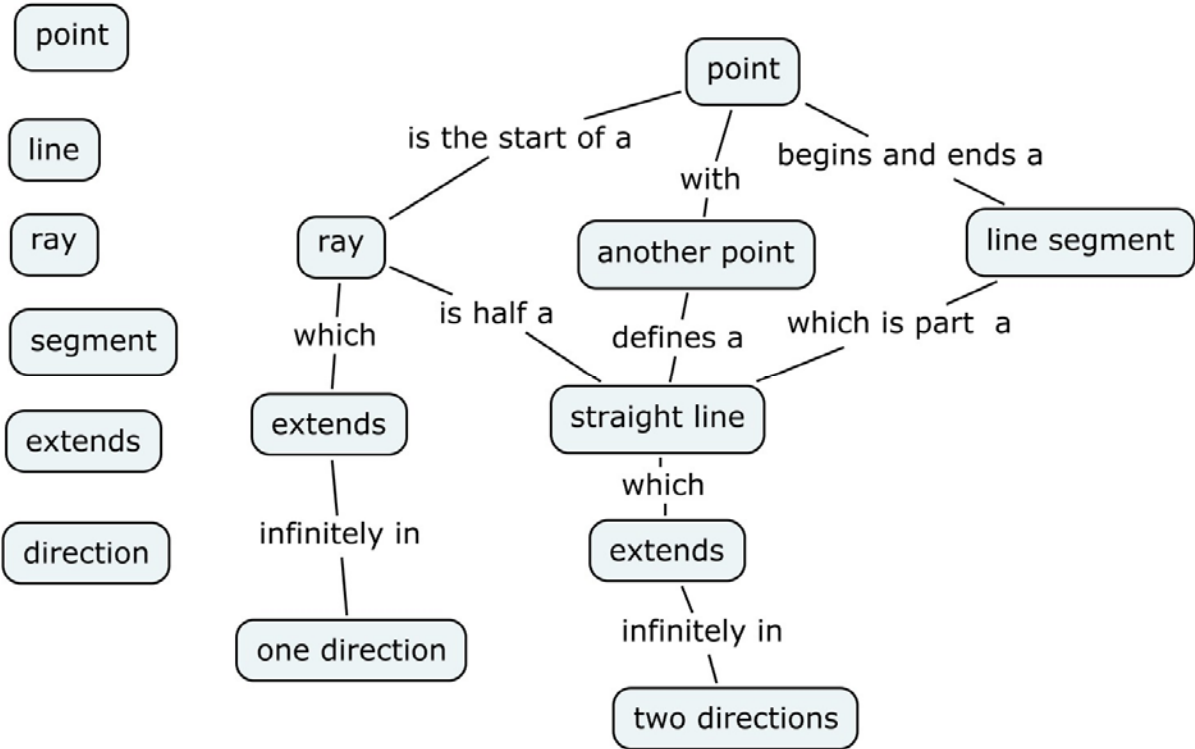 point
line
ray
segment
extends
direction
point
is the start of a
with
begins and ends a
ray
another point
line segment
which
is half a
defines a
which is part  a
extends
straight line
which
infinitely in
extends
one direction
infinitely in
two directions